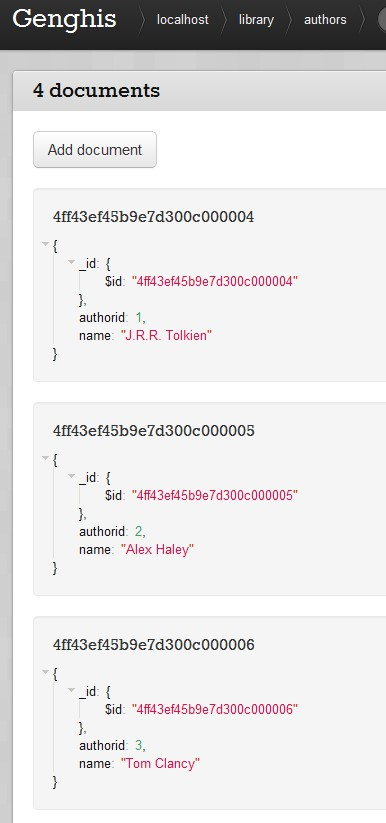 Genghis localhost library authors
4 documents
Add document
4ff43ef45b9e7d300c000004
{
_id: {
$id: "4ff43ef45b9e7d300c000004"
},
authorid: 1,
name: "J.R.R. Tolkien"
}
4ff43ef45b9e7d300c000005
{
_id: {
$id: "4ff43ef45b9e7d300c000005"
},
authorid: 2,
name: "Alex Haley"
}
4ff43ef45b9e7d300c000006
{
_id: {
$id: "4ff43ef45b9e7d300c000006"
},
authorid: 3,
name: "Tom Clancy"
}